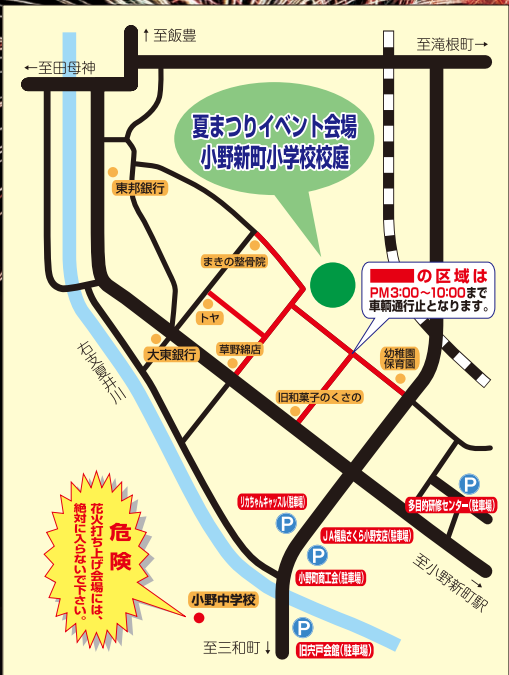 ↑至飯豊
至滝根町→
←至田母神
夏まつりイベント会場
小野新町小学校校庭
東邦銀行
まきの整骨院
の区域は
PM3:00〜10:00まで
車輌通行止となります。
トヤ
大東銀行
草野綿店
幼稚園
保育園
旧和菓子のくさの
右支夏井川
リカちゃんキャッスル(駐車場)
P
P
多目的研修センター(駐車場)
JA福島さくら小野支店(駐車場)
P
小野町商工会(駐車場)
至小野新町駅→
危険
花火打ち上げ会場には、
絶対に入らないで下さい。
小野中学校
P
至三和町↓
旧宍戸会館(駐車場)